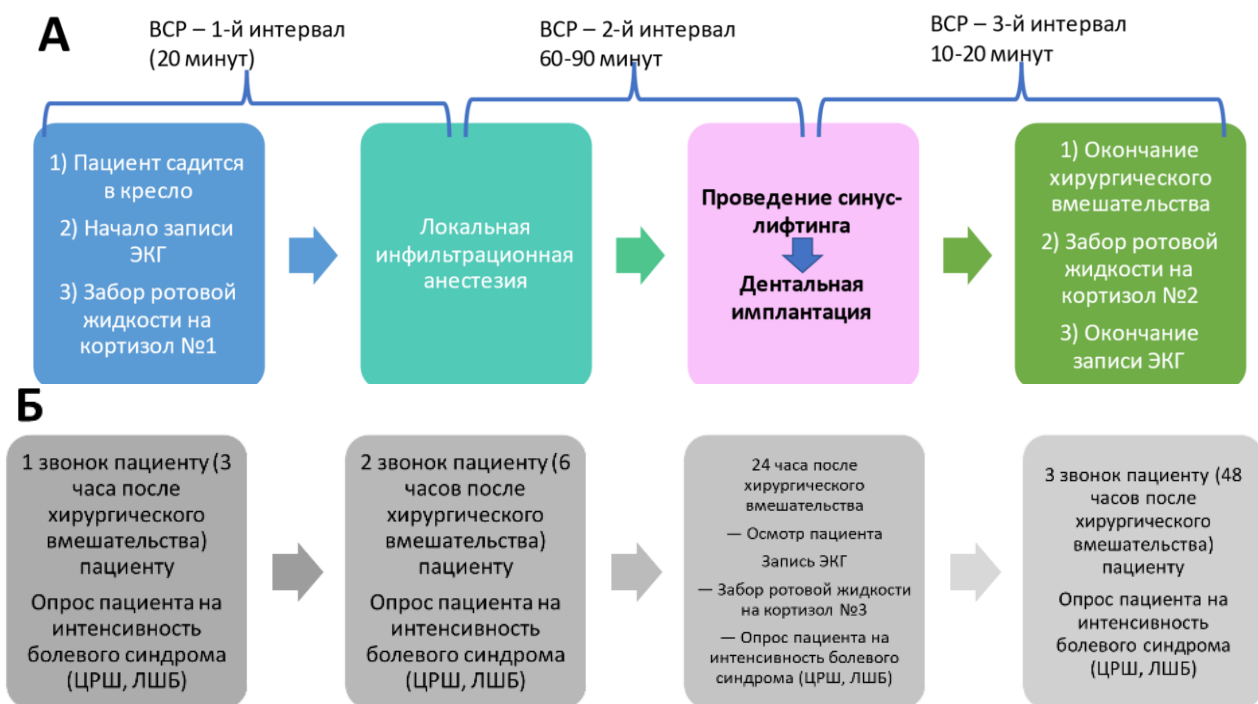 А
ВСР – 1-й интервал
(20 минут)
ВСР – 2-й интервал
60-90 минут
ВСР – 3-й интервал
10-20 минут
1) Пациент садится
в кресло
2) Начало записи
ЭКГ
3) Забор ротовой
жидкости на
кортизол №1
Локальная
инфильтрационная
анестезия
Проведение синус-
лифтинга
Дентальная
имплантация
1) Окончание
хирургического
вмешательства
2) Забор ротовой
жидкости на
кортизол №2
3) Окончание
записи ЭКГ
Б
1 звонок пациенту (3
часа после
хирургического
вмешательства)
пациенту
Опрос пациента на
интенсивность
болевого синдрома
(ЦРШ, ЛШБ)
2 звонок пациенту (6
часов после
хирургического
вмешательства)
пациенту
Опрос пациента на
интенсивность
болевого синдрома
(ЦРШ, ЛШБ)
24 часа после
хирургического
вмешательства
— Осмотр пациента
Запись ЭКГ
— Забор ротовой жидкости
на кортизол №3
— Опрос пациента на
интенсивность болевого
синдрома (ЦРШ, ЛШБ)
3 звонок пациенту (48
часов после
хирургического
вмешательства)
пациенту
Опрос пациента на
интенсивность
болевого синдрома
(ЦРШ, ЛШБ)